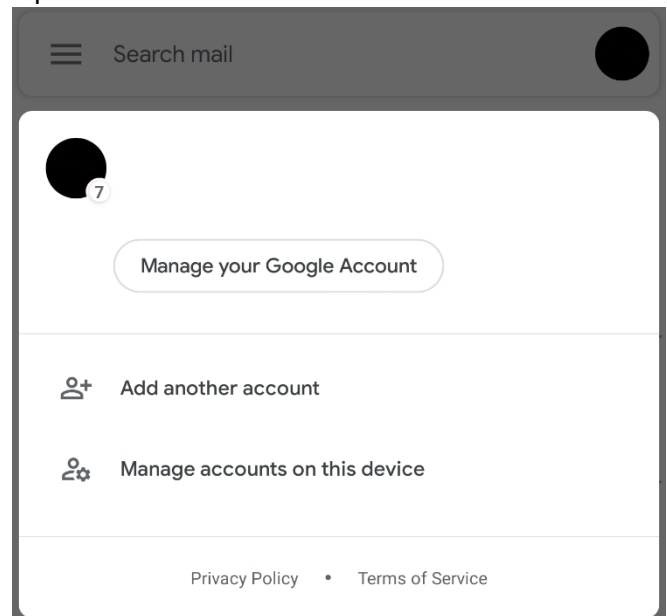 Search mail
7
Manage your Google Account
Add another account
Manage accounts on this device
Privacy Policy • Terms of Service